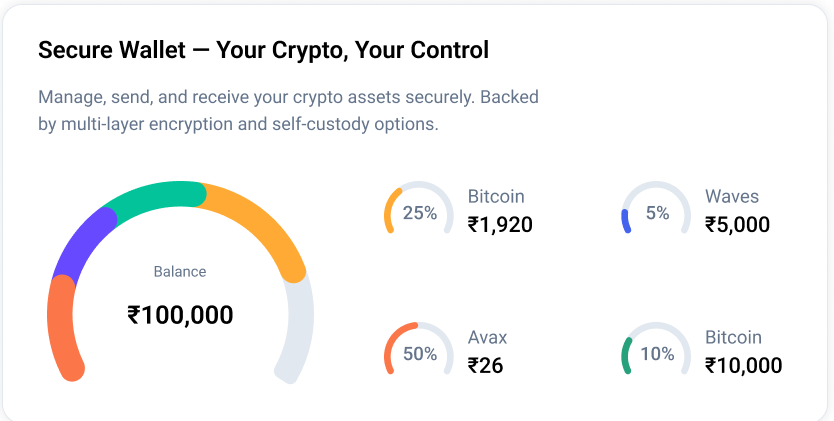 Secure Wallet — Your Crypto, Your Control
Manage, send, and receive your crypto assets securely. Backed
by multi-layer encryption and self-custody options.
Balance
₹100,000
25%
Bitcoin
₹1,920
5%
Waves
₹5,000
50%
Avax
₹26
10%
Bitcoin
₹10,000